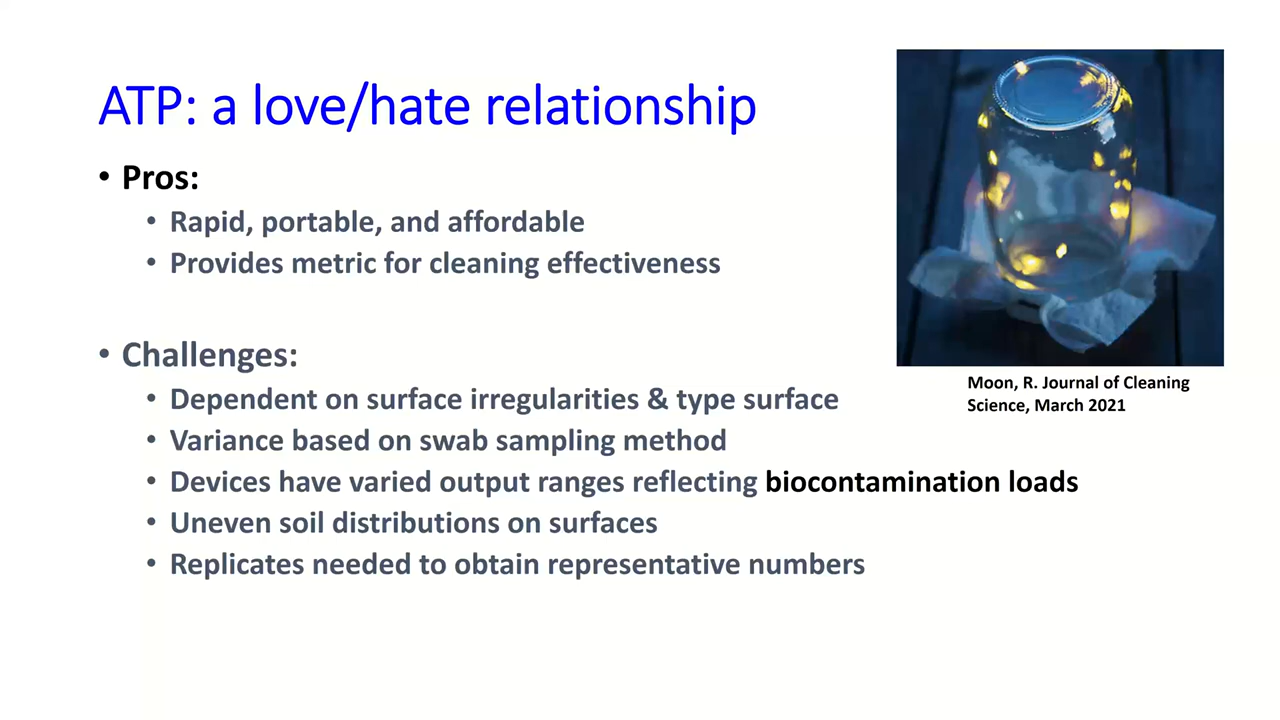 ATP: a love/hate relationship
• Pros:
• Rapid, portable, and affordable
• Provides metric for cleaning effectiveness
• Challenges:
• Dependent on surface irregularities & type surface
• Variance based on swab sampling method
• Devices have varied output ranges reflecting biocontamination loads
• Uneven soil distributions on surfaces
• Replicates needed to obtain representative numbers
Moon, R. Journal of Cleaning
Science, March 2021